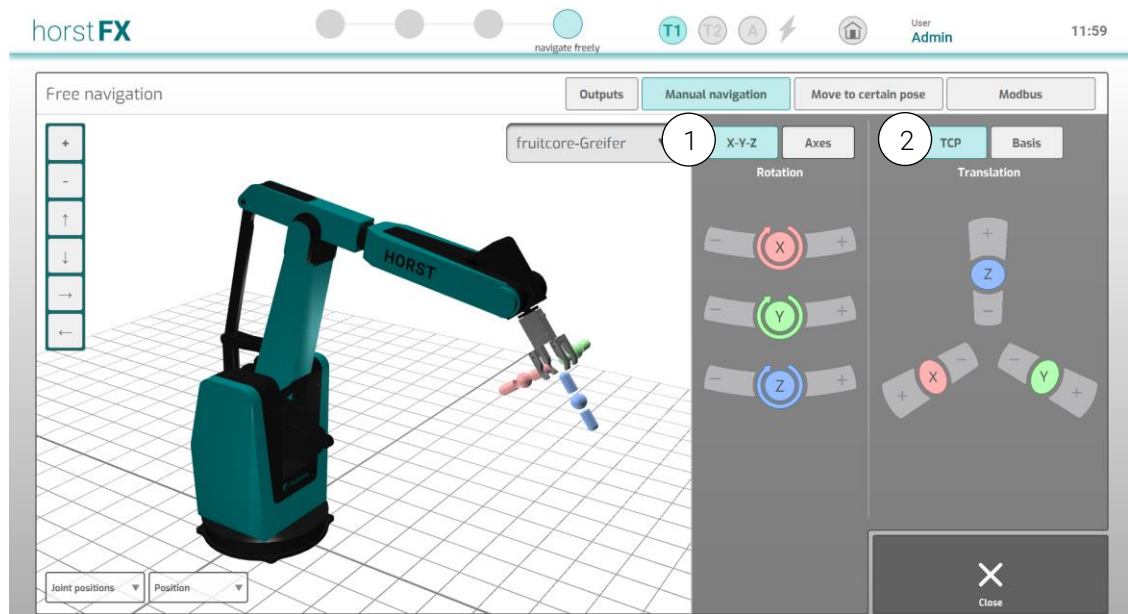 horstFX
navigate freely
T1
T2
A
User
Admin
11:59
Free navigation
Outputs
Manual navigation
Move to certain pose
Modbus
+
-
↑
↓
→
←
fruitcore-Greifer
1
X-Y-Z
Axes
2
TCP
Basis
Rotation
Translation
- X +
- Y +
- Z +
+
Z
-
+ X -
- Y +
HORST
fruitcore
Joint positions
Position
Close